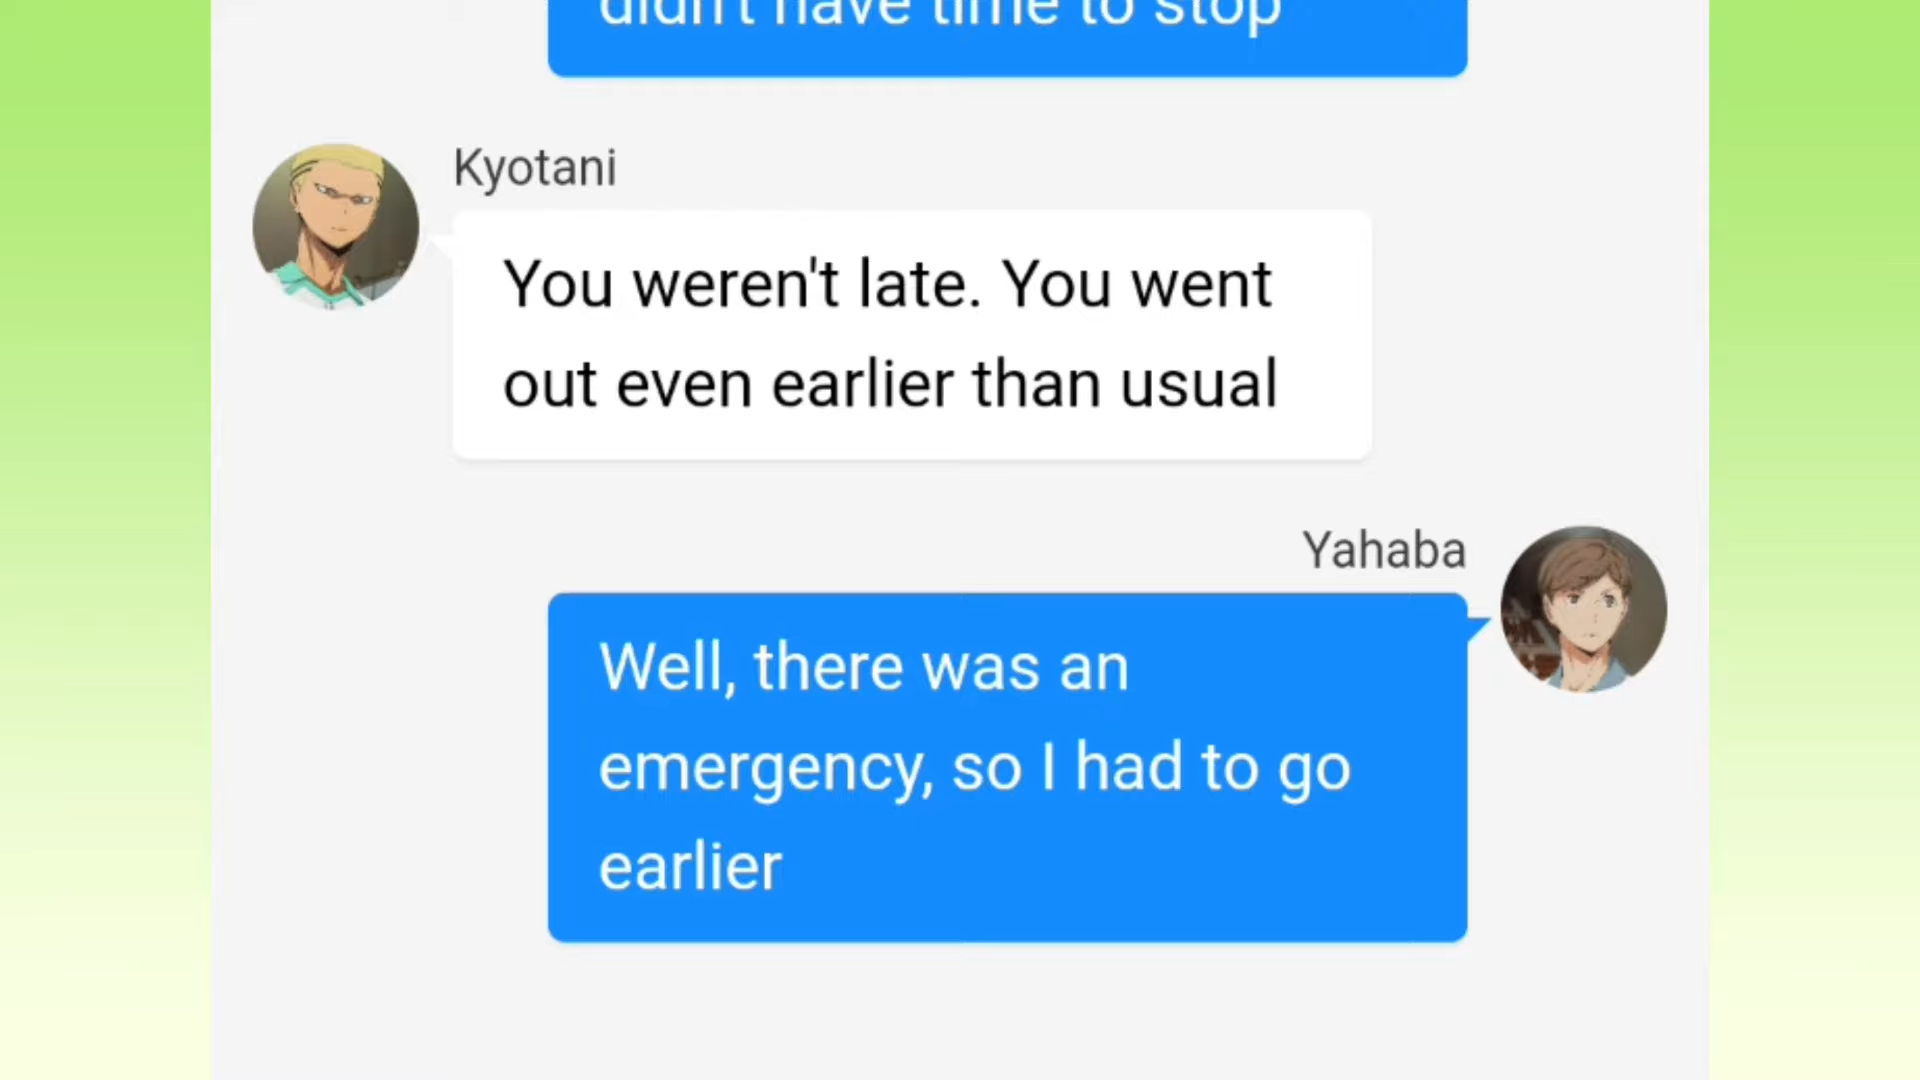 didn't have time to stop
Kyotani
You weren't late. You went
out even earlier than usual
Yahaba
Well, there was an
emergency, so I had to go
earlier